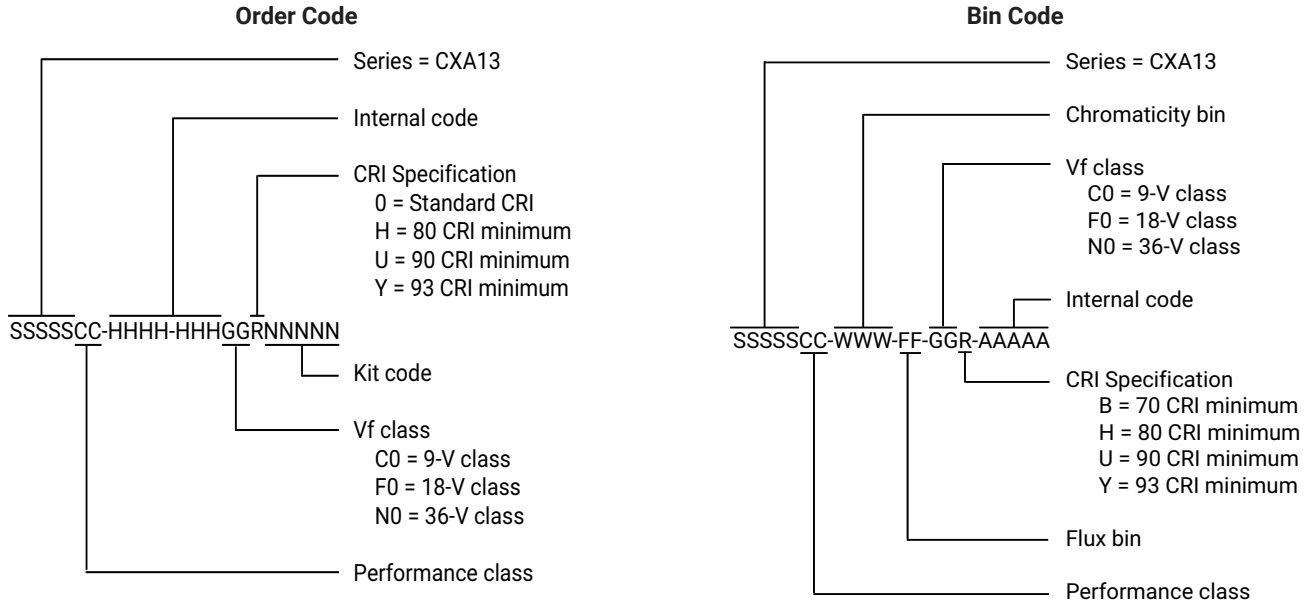 Order Code
Series = CXA13
Internal code
CRI Specification
0 = Standard CRI
H = 80 CRI minimum
U = 90 CRI minimum
Y = 93 CRI minimum
SSSSSCC-HHHH-HHHGGRNNNNN
Kit code
Vf class
C0 = 9-V class
F0 = 18-V class
N0 = 36-V class
Performance class
Bin Code
Series = CXA13
Chromaticity bin
Vf class
C0 = 9-V class
F0 = 18-V class
N0 = 36-V class
Internal code
SSSSSCC-WWW-FF-GGR-AAAAA
CRI Specification
B = 70 CRI minimum
H = 80 CRI minimum
U = 90 CRI minimum
Y = 93 CRI minimum
Flux bin
Performance class